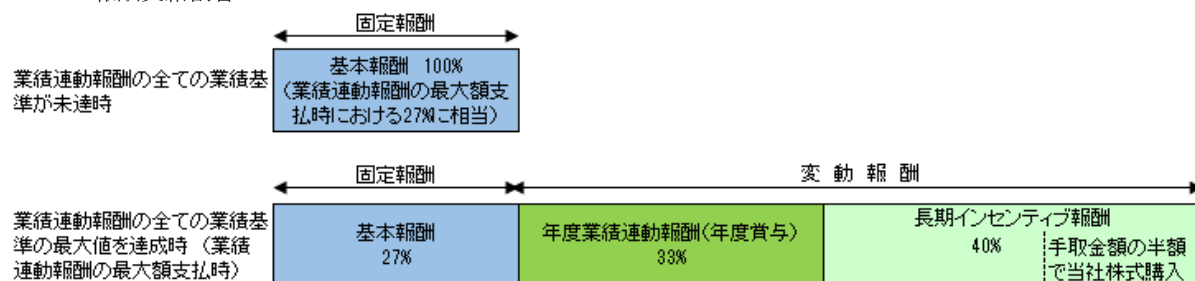 固定報酬
業績連動報酬の全ての業績基
準が未達時
基本報酬 100%
（業績連動報酬の最大額支
払時における27%に相当）
固定報酬
変 動 報 酬
業績連動報酬の全ての業績基
準の最大値を達成時（業績
連動報酬の最大額支払時）
基本報酬
27%
年度業績連動報酬(年度賞与)
33%
長期インセンティブ報酬
40%
手取金額の半額
で当社株式購入